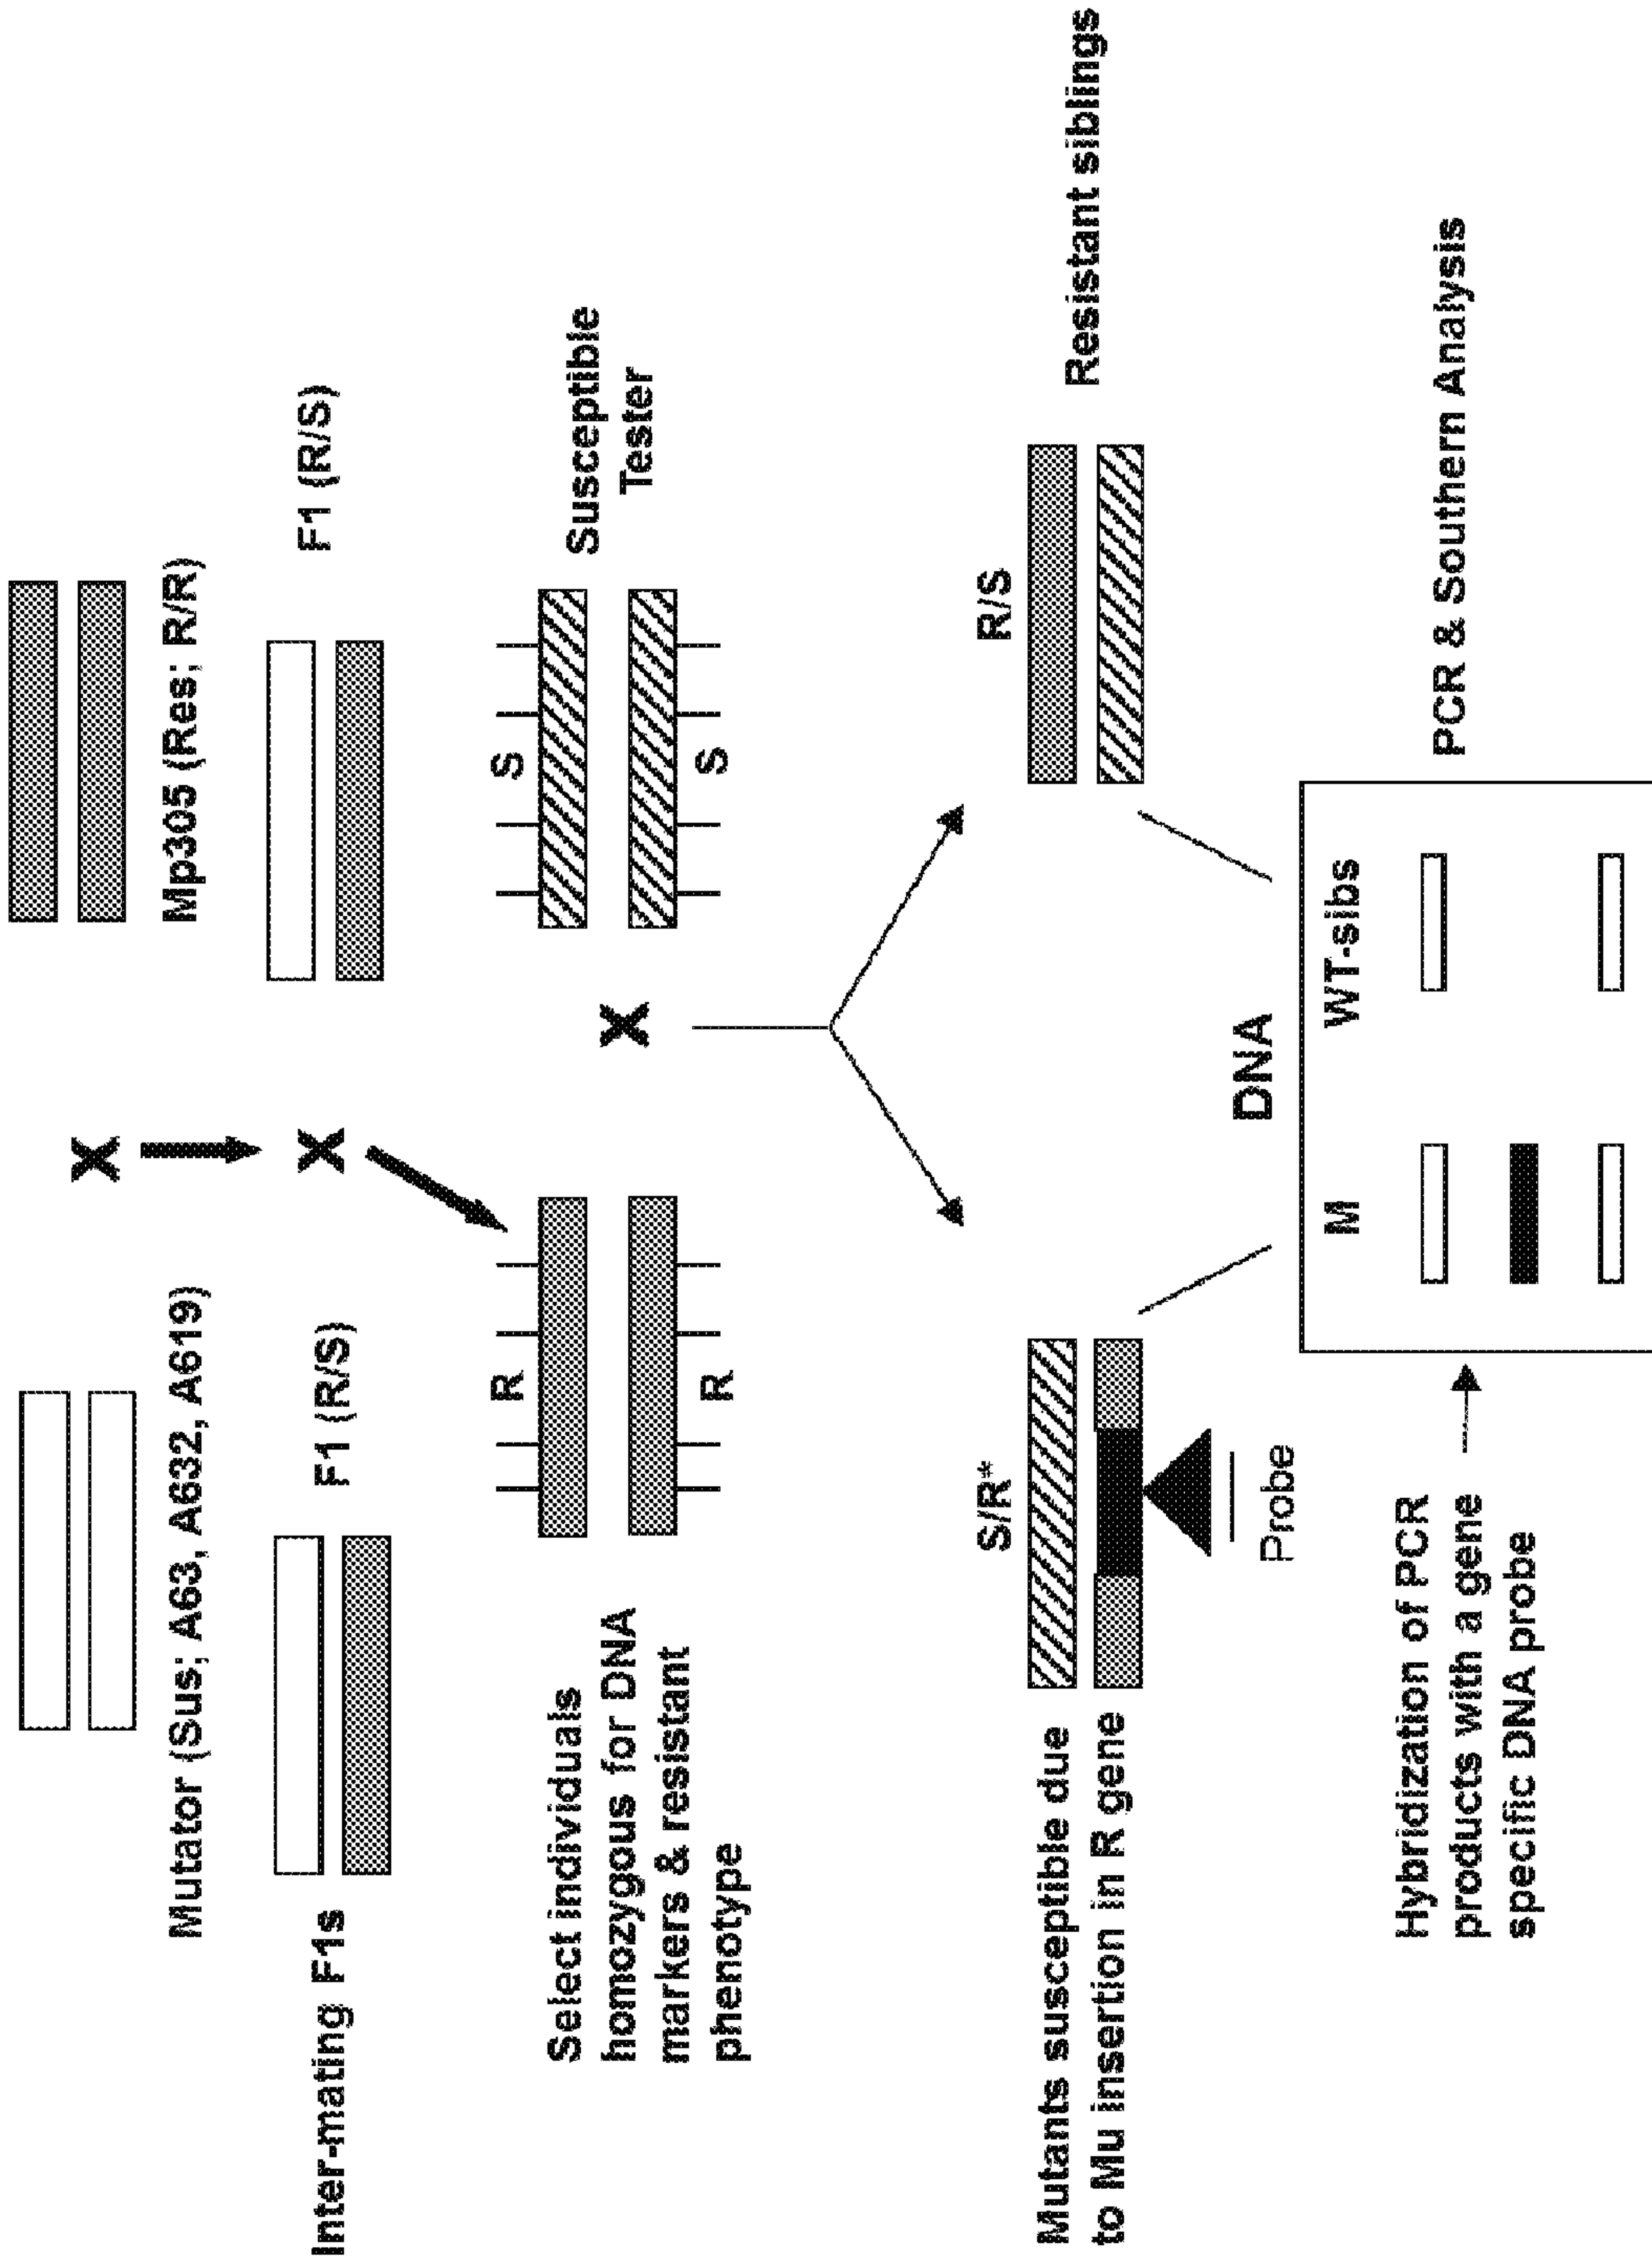 Mutator (Sus; A63, A632, A619)
X
Mp305 (Res; R/R)
Inter-mating F1s
F1 (R/S)
X
F1 (R/S)
Select individuals
homozygous for DNA
markers & resistant
phenotype
R
R
X
S
S
Susceptible
Tester
Mutants susceptible due
to Mu insertion in R gene
S/R*
Probe
R/S
Resistant siblings
DNA
Hybridization of PCR
products with a gene
specific DNA probe
M
WT-sibs
PCR & Southern Analysis